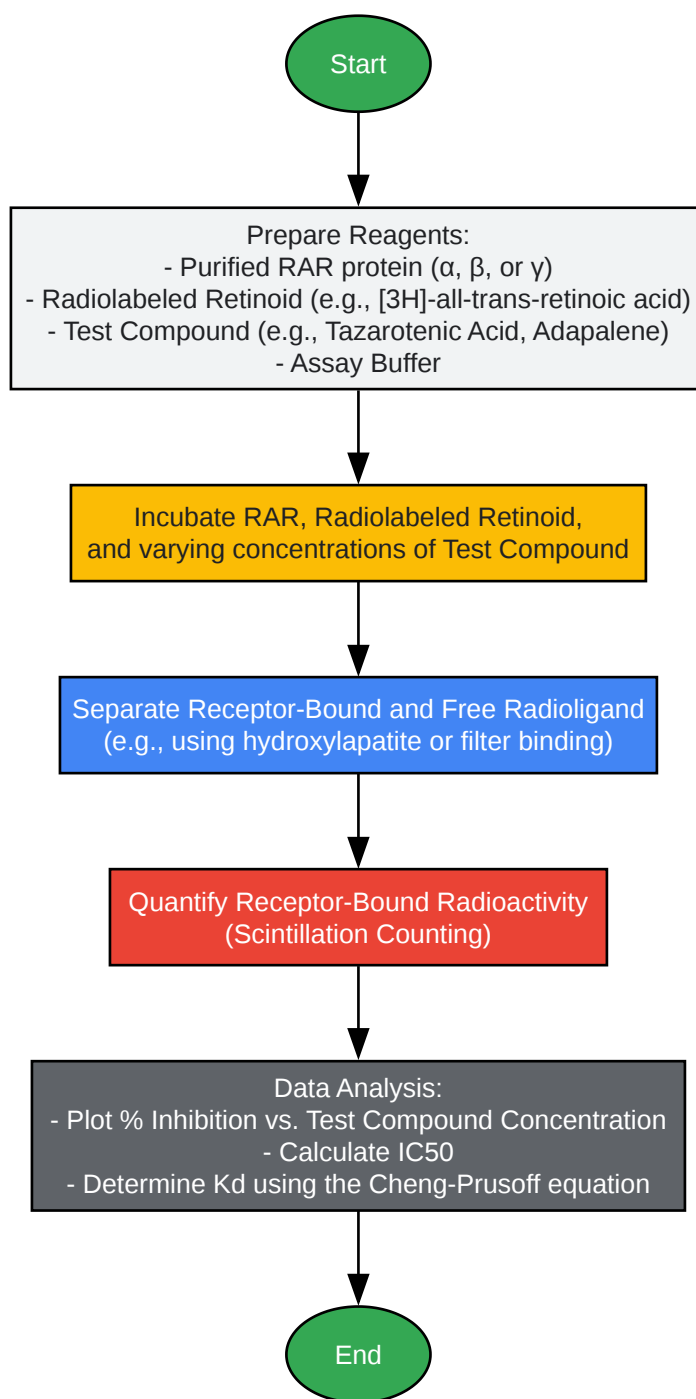 Start
Prepare Reagents:
- Purified RAR protein (α, β, or γ)
- Radiolabeled Retinoid (e.g., [3H]-all-trans-retinoic acid)
- Test Compound (e.g., Tazarotenic Acid, Adapalene)
- Assay Buffer
Incubate RAR, Radiolabeled Retinoid,
and varying concentrations of Test Compound
Separate Receptor-Bound and Free Radioligand
(e.g., using hydroxylapatite or filter binding)
Quantify Receptor-Bound Radioactivity
(Scintillation Counting)
Data Analysis:
- Plot % Inhibition vs. Test Compound Concentration
- Calculate IC50
- Determine Kd using the Cheng-Prusoff equation
End